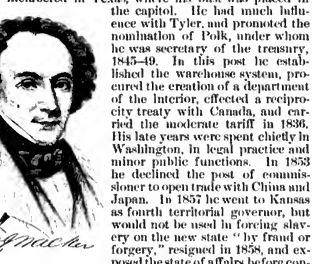 the capitol. He had much influ-
ence with Tyler, and promoted the
nomination of Polk, under whom
he was secretary of the treasury,
1845-49. In this post he estab-
lished the warehouse system, pro-
cured the creation of a department
of the interior, effected a recipro-
city treaty with Canada, and car-
ried the moderate tariff in 1836.
His late years were spent chiefly in
Washington, in legal practice and
minor public functions. In 1853
he declined the post of commis-
sioner to open trade with China and
Japan. In 1857 he went to Kansas
as fourth territorial governor, but
would not be used in forcing slav-
ery on the new state "by fraud or
forgery," resigned in 1858, and ex-
posed the state of affairs before con-